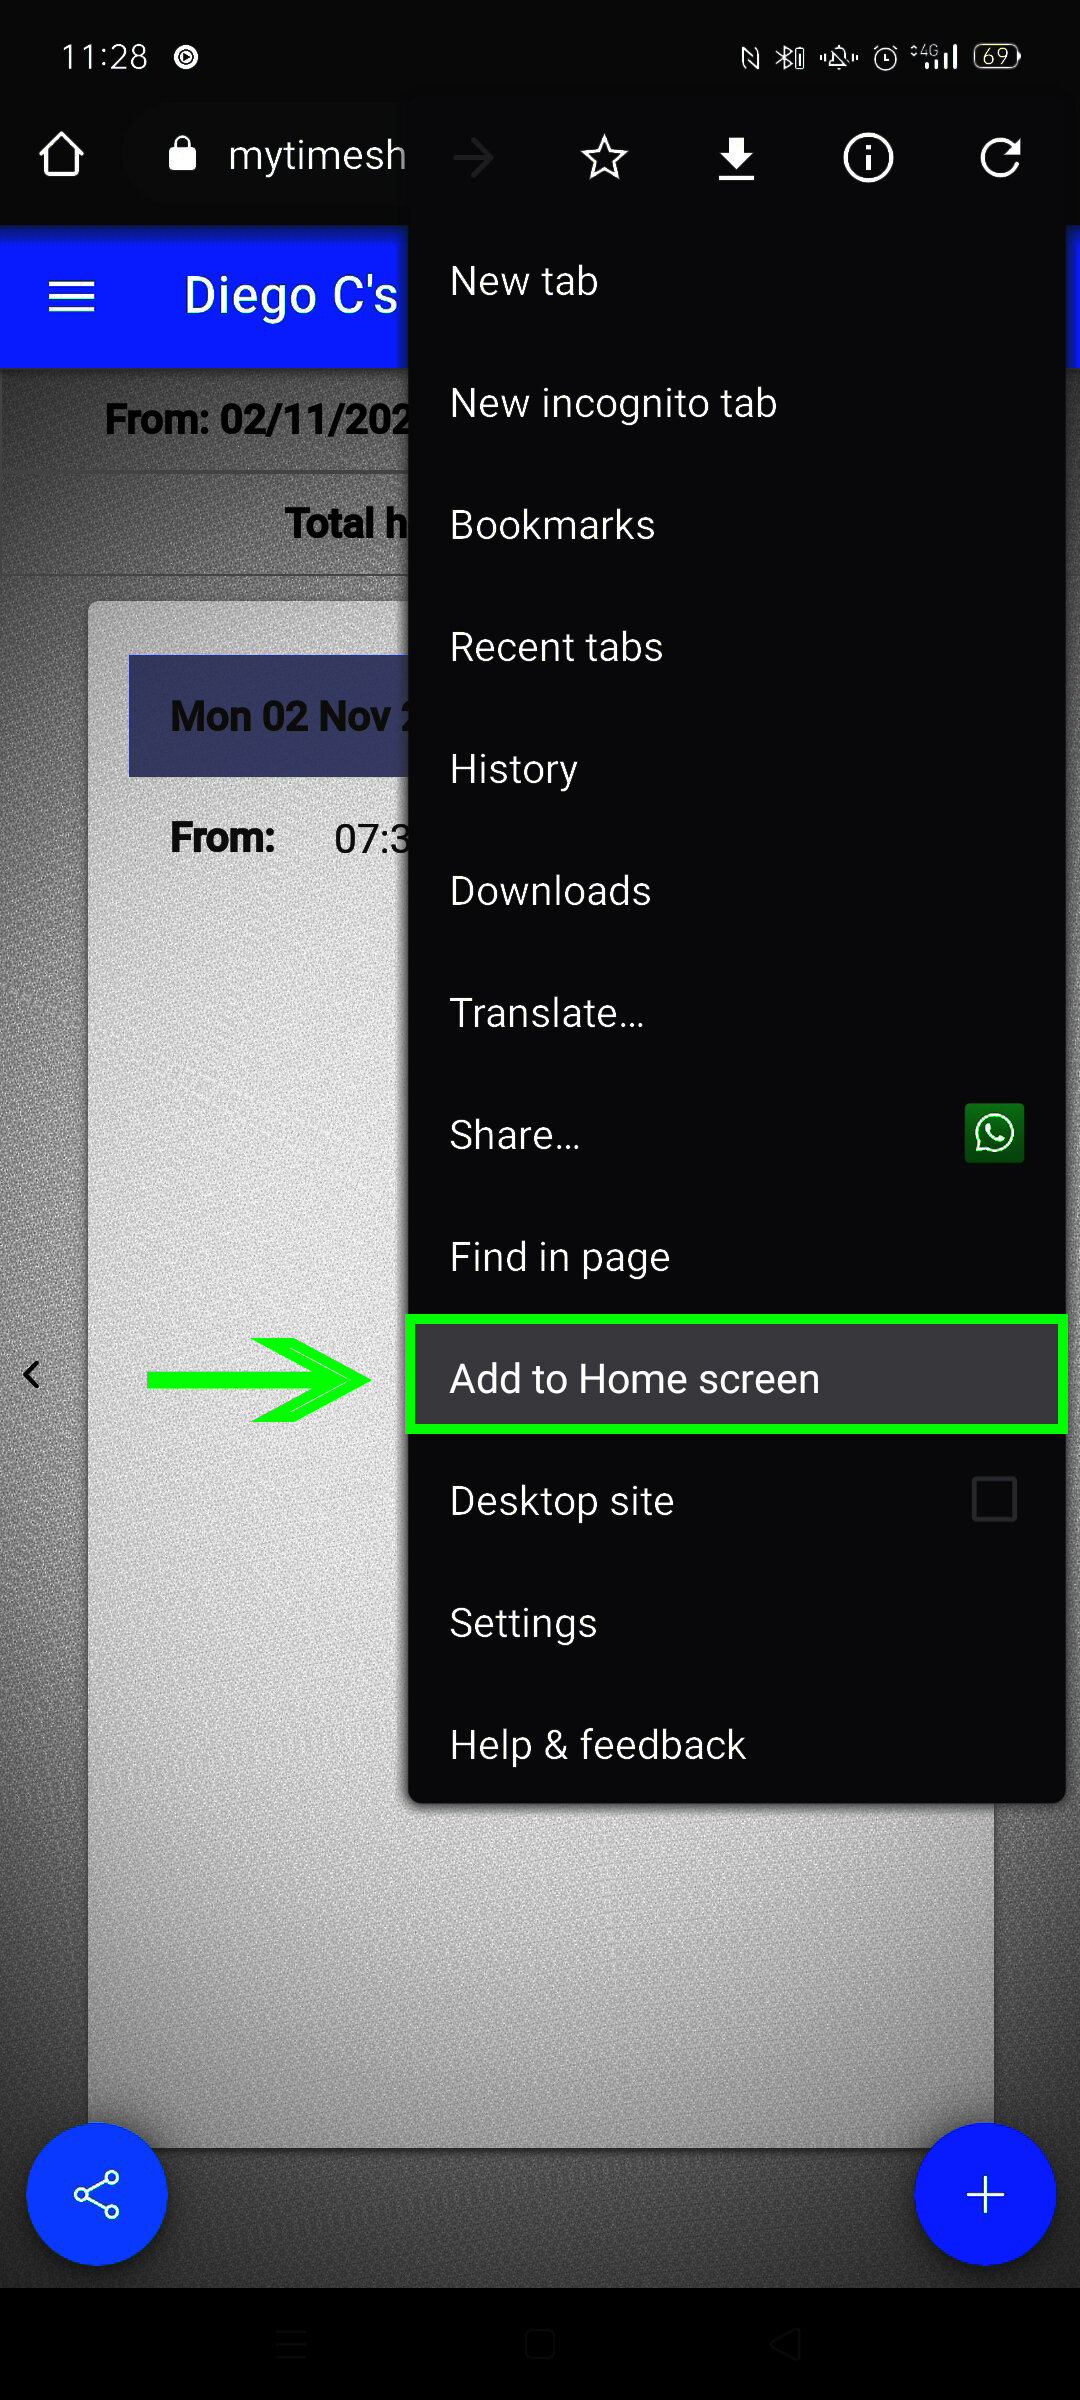 11:28
4G
69
mytimesh
Diego C's
From: 02/11/202
Total h
Mon 02 Nov
From: 07:3
New tab
New incognito tab
Bookmarks
Recent tabs
History
Downloads
Translate...
Share...
Find in page
Add to Home screen
Desktop site
Settings
Help & feedback